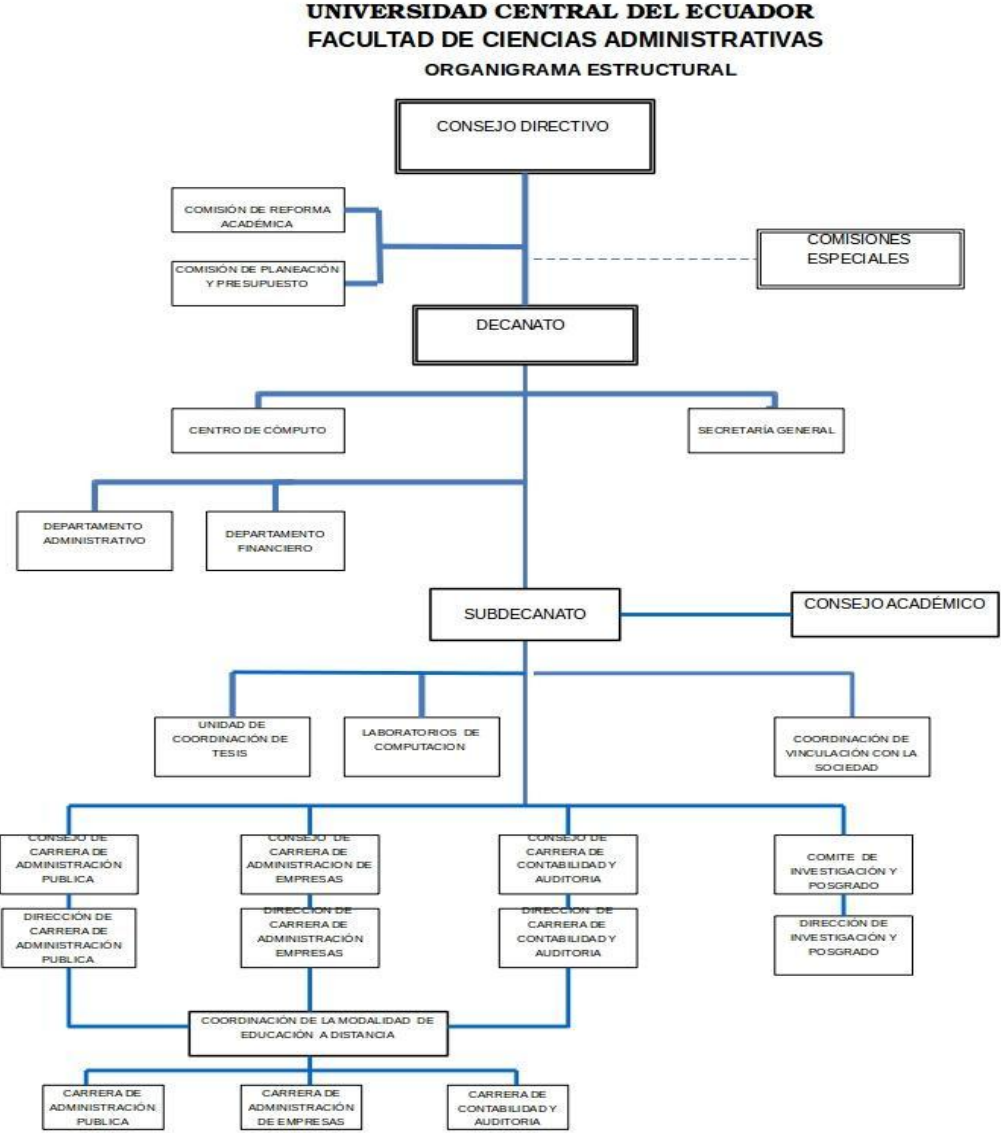 UNIVERSIDAD CENTRAL DEL ECUADOR
FACULTAD DE CIENCIAS ADMINISTRATIVAS
ORGANIGRAMA ESTRUCTURAL
CONSEJO DIRECTIVO
COMISIÓN DE REFORMA
ACADÉMICA
COMISIÓN DE PLANEACIÓN
Y PRESUPUESTO
COMISIONES
ESPECIALES
DECANATO
CENTRO DE CÓMPUTO
SECRETARÍA GENERAL
DEPARTAMENTO
ADMINISTRATIVO
DEPARTAMENTO
FINANCIERO
SUBDECANATO
CONSEJO ACADÉMICO
UNIDAD DE
COORDINACIÓN DE
TESIS
LABORATORIOS DE
COMPUTACION
COORDINACIÓN DE
VINCULACIÓN CON LA
SOCIEDAD
CONSEJO DE
CARRERA DE
ADMINISTRACIÓN
PUBLICA
CONSEJO DE
CARRERA DE
ADMINISTRACION DE
EMPRESAS
CONSEJO DE
CARRERA DE
CONTABILIDAD Y
AUDITORIA
COMITE DE
INVESTIGACIÓN Y
POSGRADO
DIRECCIÓN DE
CARRERA DE
ADMINISTRACIÓN
PUBLICA
DIRECCION DE
CARRERA DE
ADMINISTRACIÓN
EMPRESAS
DIRECCION DE
CARRERA DE
CONTABILIDAD Y
AUDITORIA
DIRECCIÓN DE
INVESTIGACIÓN Y
POSGRADO
COORDINACIÓN DE LA MODALIDAD DE
EDUCACIÓN A DISTANCIA
CARRERA DE
ADMINISTRACIÓN
PUBLICA
CARRERA DE
ADMINISTRACIÓN
DE EMPRESAS
CARRERA DE
CONTABILIDAD Y
AUDITORIA